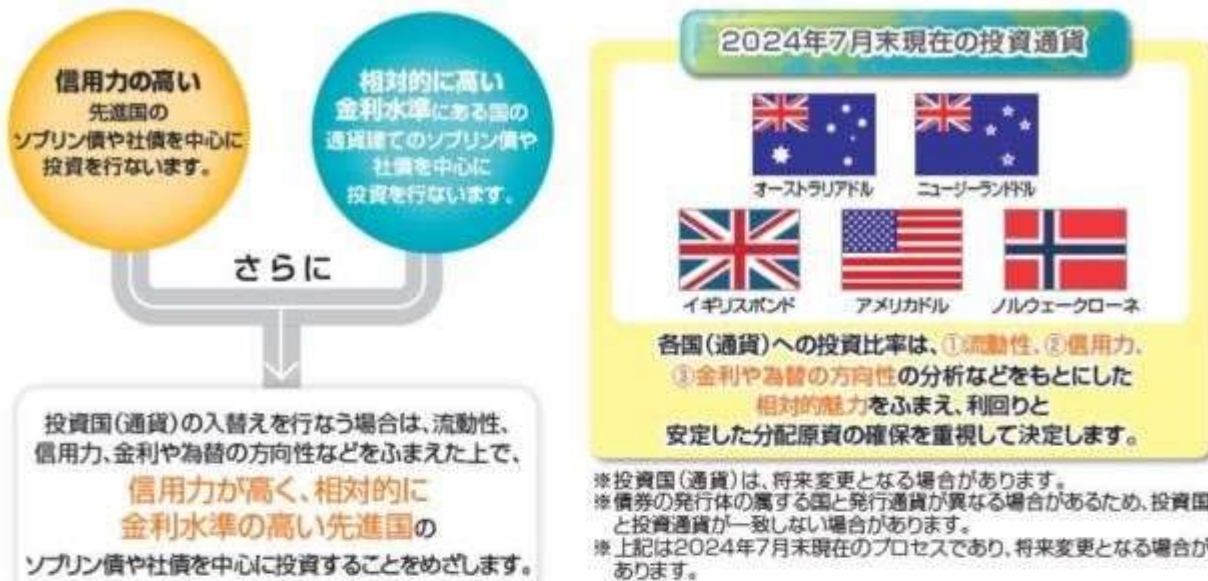 信用力の高い
先進国の
ソブリン債や社債を中心に
投資を行ないます。
相対的に高い
金利水準にある国の
通貨建てのソブリン債や
社債を中心に
投資を行ないます。
さらに
投資国(通貨)の入替えを行なう場合は、流動性、
信用力、金利や為替の方向性などをふまえた上で、
信用力が高く、相対的に
金利水準の高い先進国の
ソブリン債や社債を中心に投資することをめざします。
2024年7月末現在の投資通貨
オーストラリアドル
ニュージーランドドル
イギリスポンド
アメリカドル
ノルウェークローネ
各国(通貨)への投資比率は、①流動性、②信用力、
③金利や為替の方向性の分析などをもとにした
相対的魅力をふまえ、利回りと
安定した分配原資の確保を重視して決定します。
※投資国(通貨)は、将来変更となる場合があります。
※債券の発行体の属する国と発行通貨が異なる場合があるため、投資国
と投資通貨が一致しない場合があります。
※上記は2024年7月末現在のプロセスであり、将来変更となる場合が
あります。